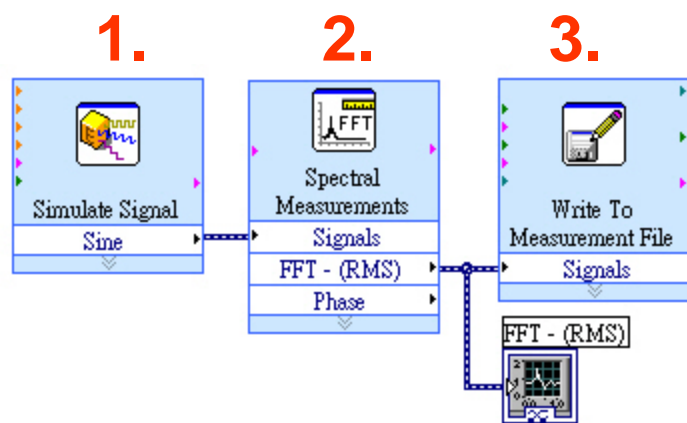 1.
2.
3.
FFT
Simulate Signal
Sine
Spectral
Measurements
Signals
FFT - (RMS)
Phase
Write To
Measurement File
Signals
FFT - (RMS)